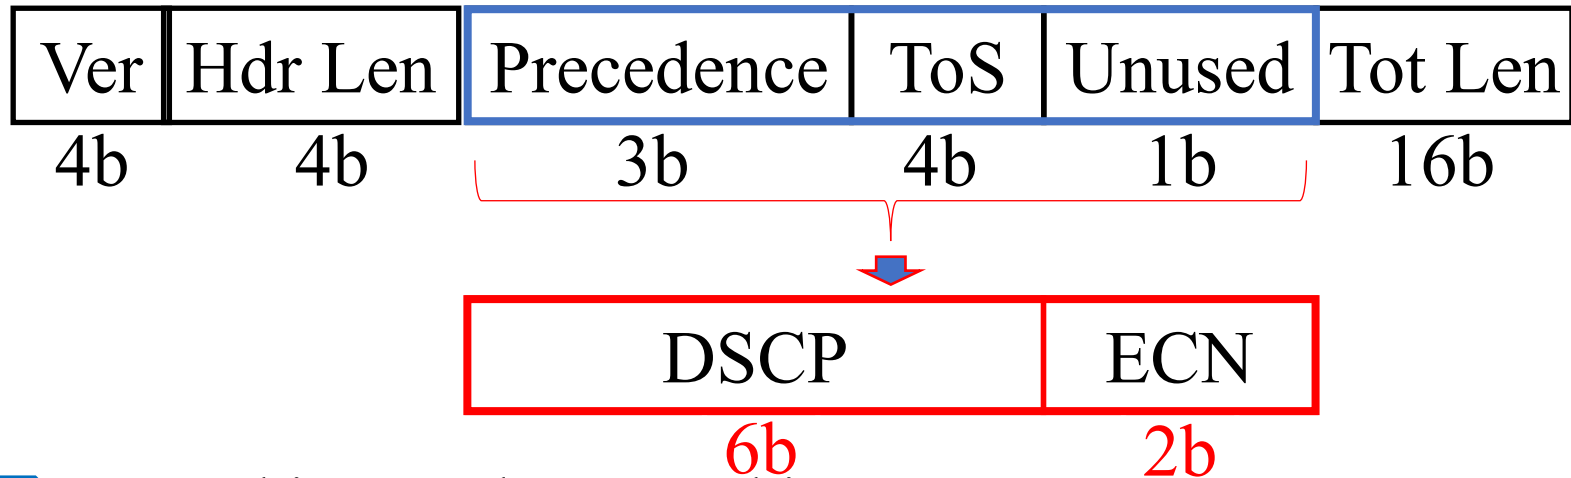 Ver Hdr Len Precedence ToS Unused Tot Len
4b 4b 3b 4b 1b 16b
DSCP ECN
6b 2b